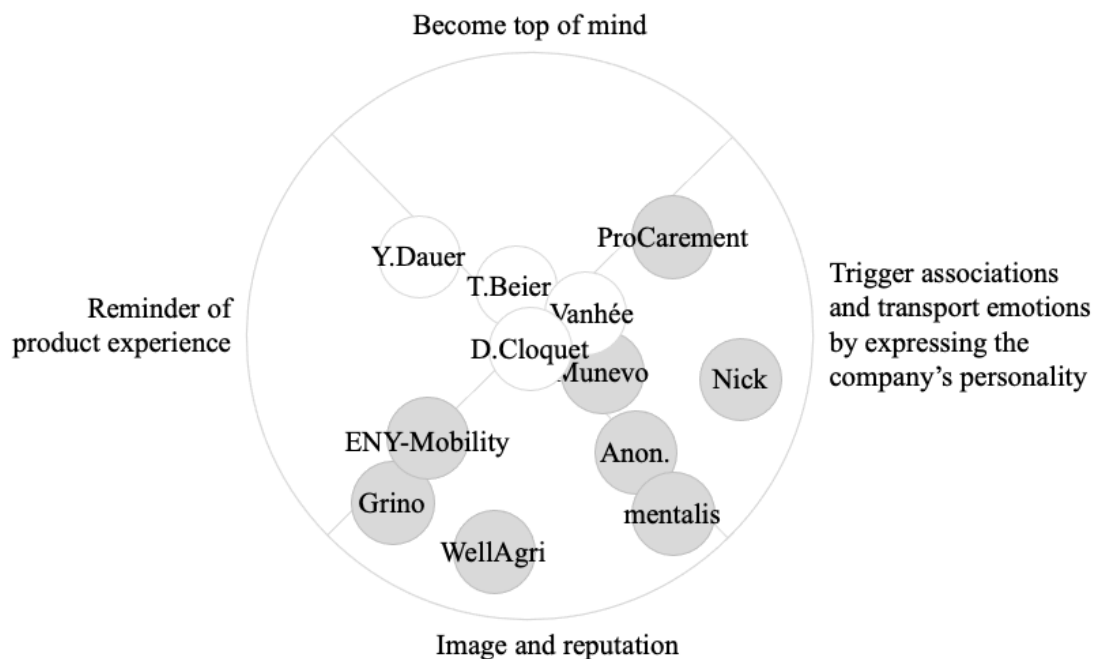 Become top of mind
ProCarement
Y.Dauer
T.Beier
Vanhée
Reminder of
product experience
Trigger associations
and transport emotions
by expressing the
company’s personality
D.Cloquet
Munevo
Nick
ENY-Mobility
Anon.
Grino
mentalis
WellAgri
Image and reputation